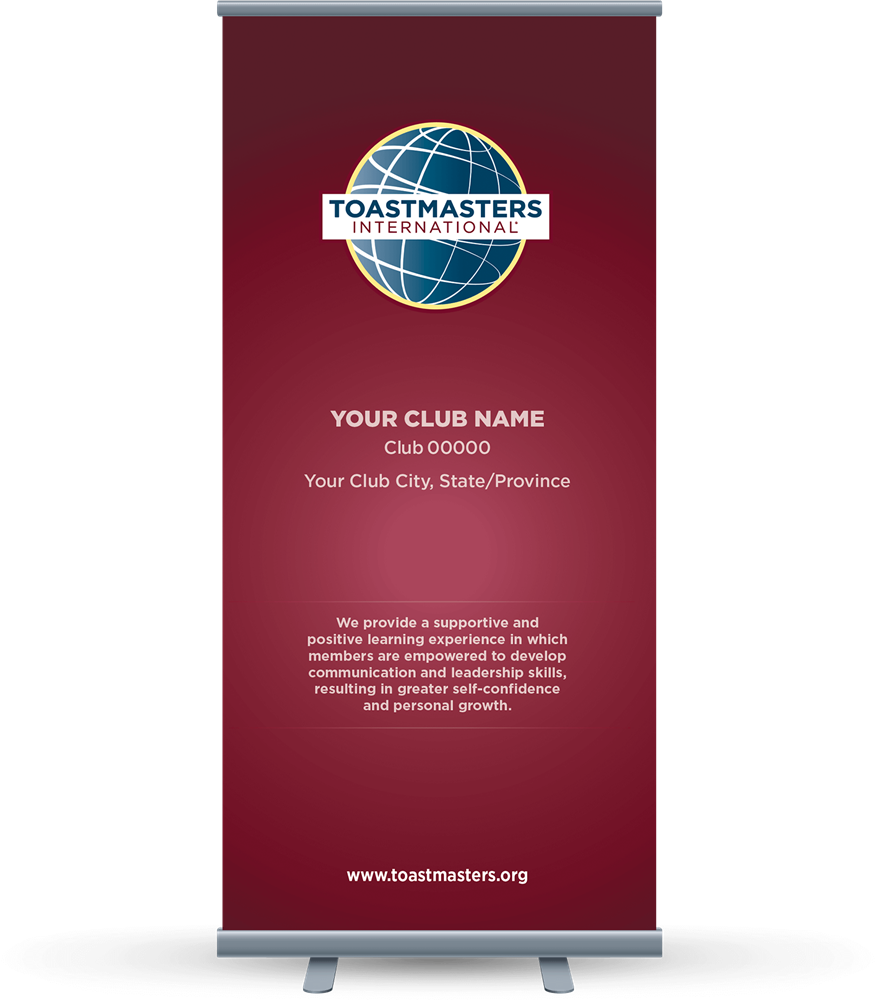 TOASTMASTERS
INTERNATIONAL®
YOUR CLUB NAME
Club 00000
Your Club City, State/Province
We provide a supportive and
positive learning experience in which
members are empowered to develop
communication and leadership skills,
resulting in greater self-confidence
and personal growth.
www.toastmasters.org